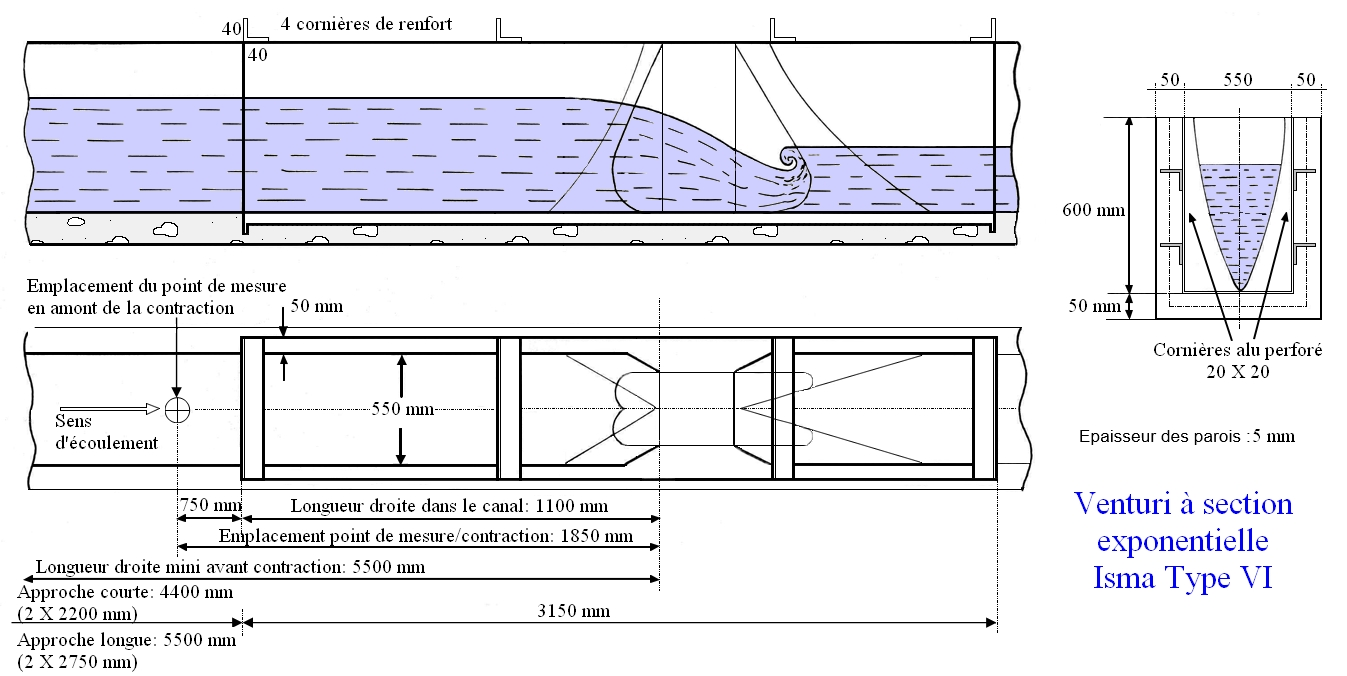 4 cornières de renfort
40
40
50
550
50
600 mm
50 mm
Cornières alu perforé
20 X 20
Epaisseur des parois : 5 mm
Venturi à section
exponentielle
Isma Type VI
Emplacement du point de mesure
en amont de la contraction
50 mm
550 mm
Sens
d'écoulement
750 mm
Longueur droite dans le canal: 1100 mm
Emplacement point de mesure/contraction: 1850 mm
Longueur droite mini avant contraction: 5500 mm
Approche courte: 4400 mm
(2 X 2200 mm)
3150 mm
Approche longue: 5500 mm
(2 X 2750 mm)